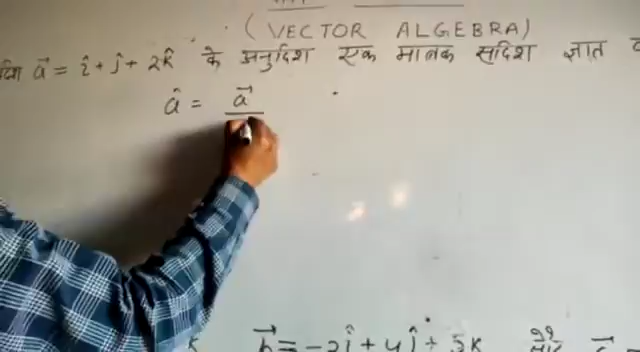 (VECTOR ALGEBRA)
a⃗ = î + ĵ + 2k̂ के अनुदिश एक मात्रक सदिश ज्ञात
â = a⃗
b⃗ = -2î + 4ĵ + 5k